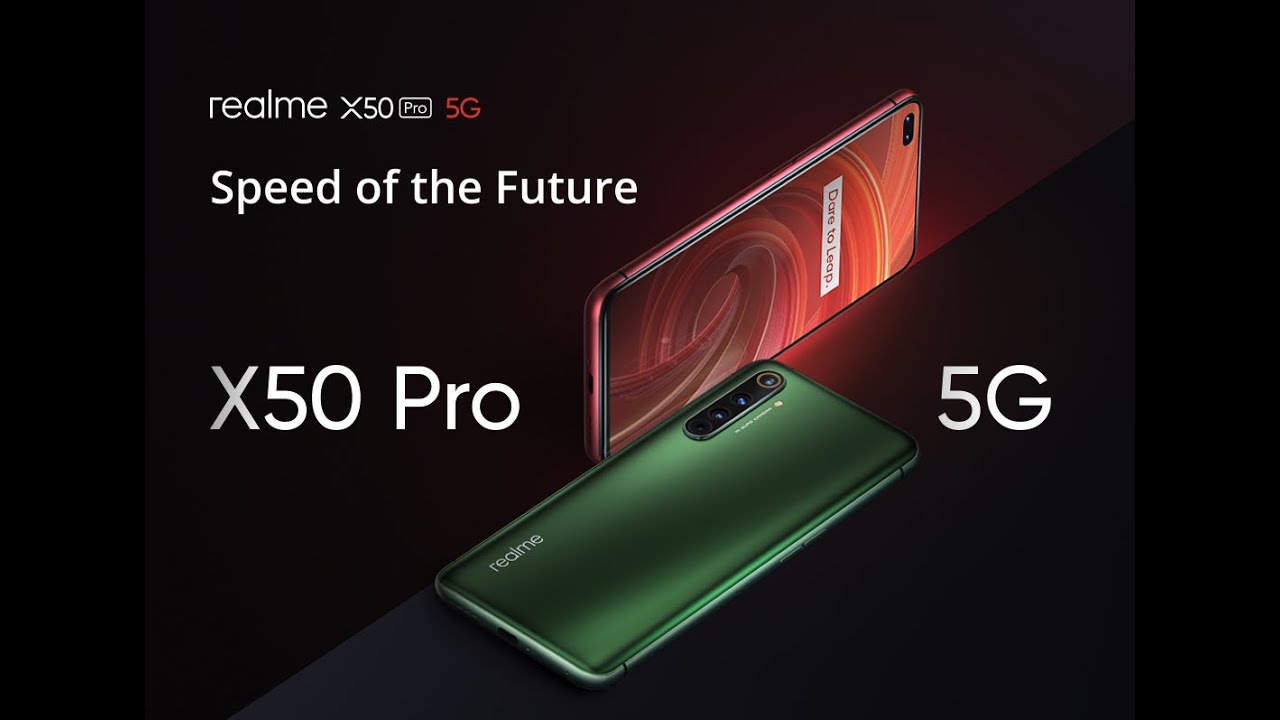 realme X50 Pro 5G
Speed of the Future
Dare to Leap.
X50 Pro 5G
realme